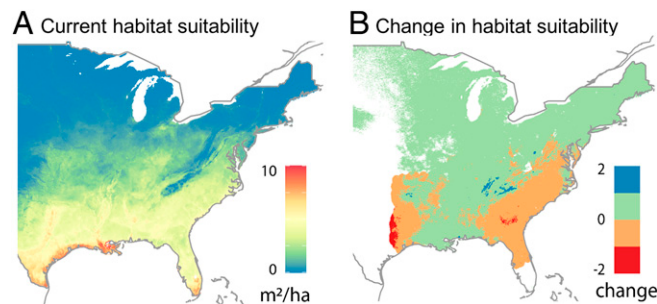 A Current habitat suitability
10
0
m²/ha
B Change in habitat suitability
2
0
-2
change